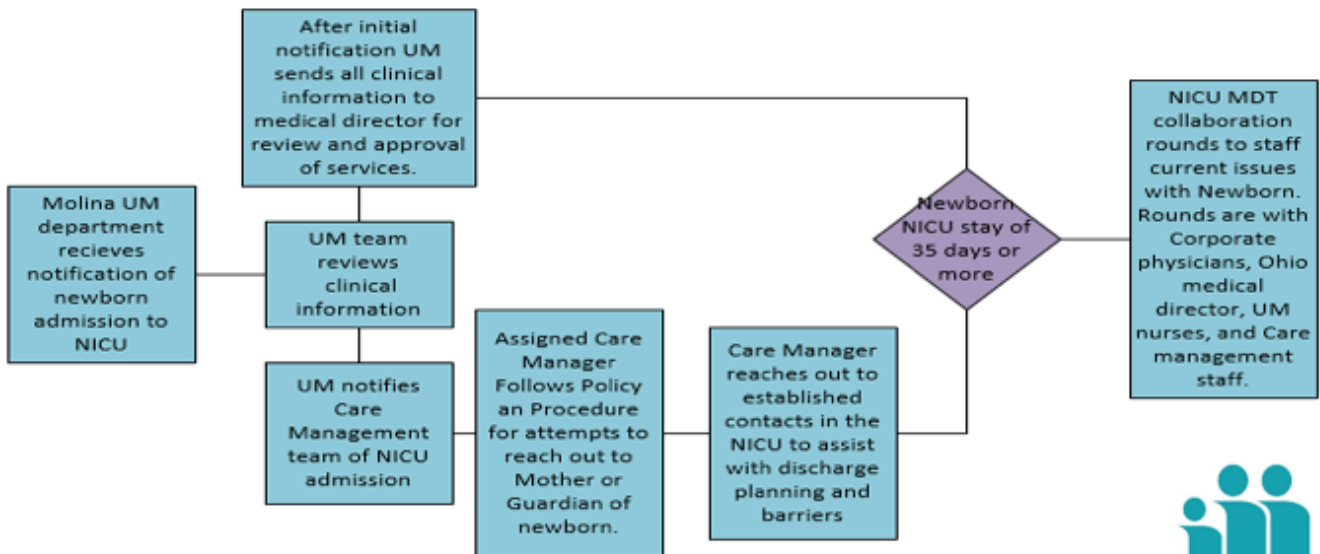 After initial
notification UM
sends all clinical
information to
medical director for
review and approval
of services.
Molina UM
department
recieves
notification of
newborn
admission to
NICU
UM team
reviews
clinical
information
UM notifies
Care
Management
team of NICU
admission
Assigned Care
Manager
Follows Policy
an Procedure
for attempts to
reach out to
Mother or
Guardian of
newborn.
Care Manager
reaches out to
established
contacts in the
NICU to assist
with discharge
planning and
barriers
Newborn
NICU stay of
35 days or
more
NICU MDT
collaboration
rounds to staff
current issues
with Newborn.
Rounds are with
Corporate
physicians, Ohio
medical
director, UM
nurses, and Care
management
staff.